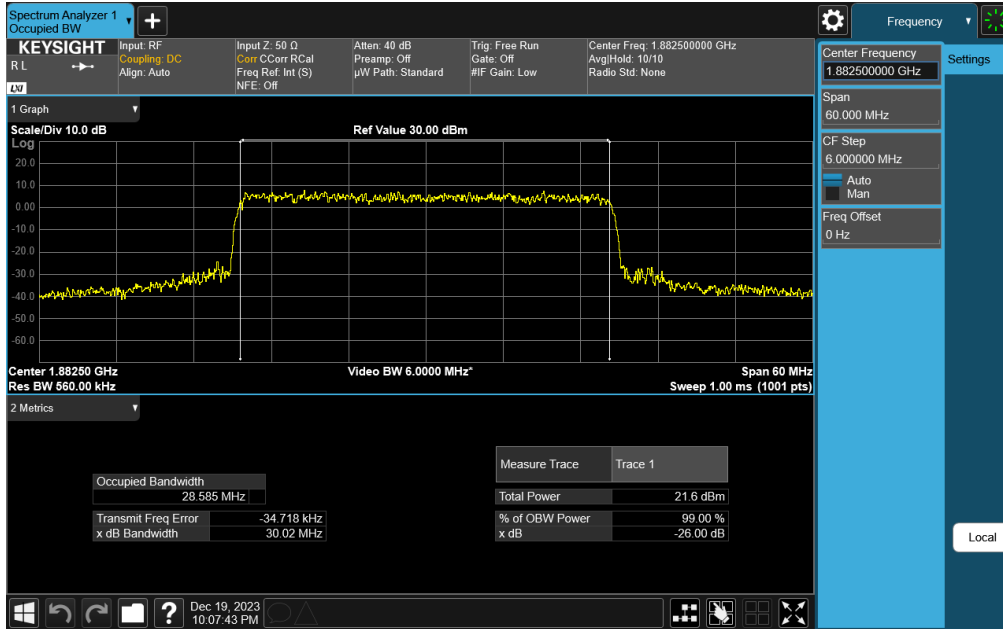 Spectrum Analyzer 1
Occupied BW
+
Frequency
KEYSIGHT
R L
LXI
Input: RF
Coupling: DC
Align: Auto
Input Z: 50 Ω
Corr CCorr RCal
Freq Ref: Int (S)
NFE: Off
Atten: 40 dB
Preamp: Off
µW Path: Standard
Trig: Free Run
Gate: Off
#IF Gain: Low
Center Freq: 1.882500000 GHz
Avg|Hold: 10/10
Radio Std: None
Center Frequency
1.882500000 GHz
Settings
Span
60.000 MHz
CF Step
6.000000 MHz
Auto
Man
Freq Offset
0 Hz
Local
1 Graph
Scale/Div 10.0 dB
Ref Value 30.00 dBm
Log
20.0
10.0
0.00
-10.0
-20.0
-30.0
-40.0
-50.0
-60.0
Center 1.88250 GHz
Video BW 6.0000 MHz*
Span 60 MHz
Res BW 560.00 kHz
Sweep 1.00 ms (1001 pts)
2 Metrics
Occupied Bandwidth
28.585 MHz
Transmit Freq Error -34.718 kHz
x dB Bandwidth 30.02 MHz
Measure Trace Trace 1
Total Power 21.6 dBm
% of OBW Power 99.00 %
x dB -26.00 dB
?
Dec 19, 2023
10:07:43 PM